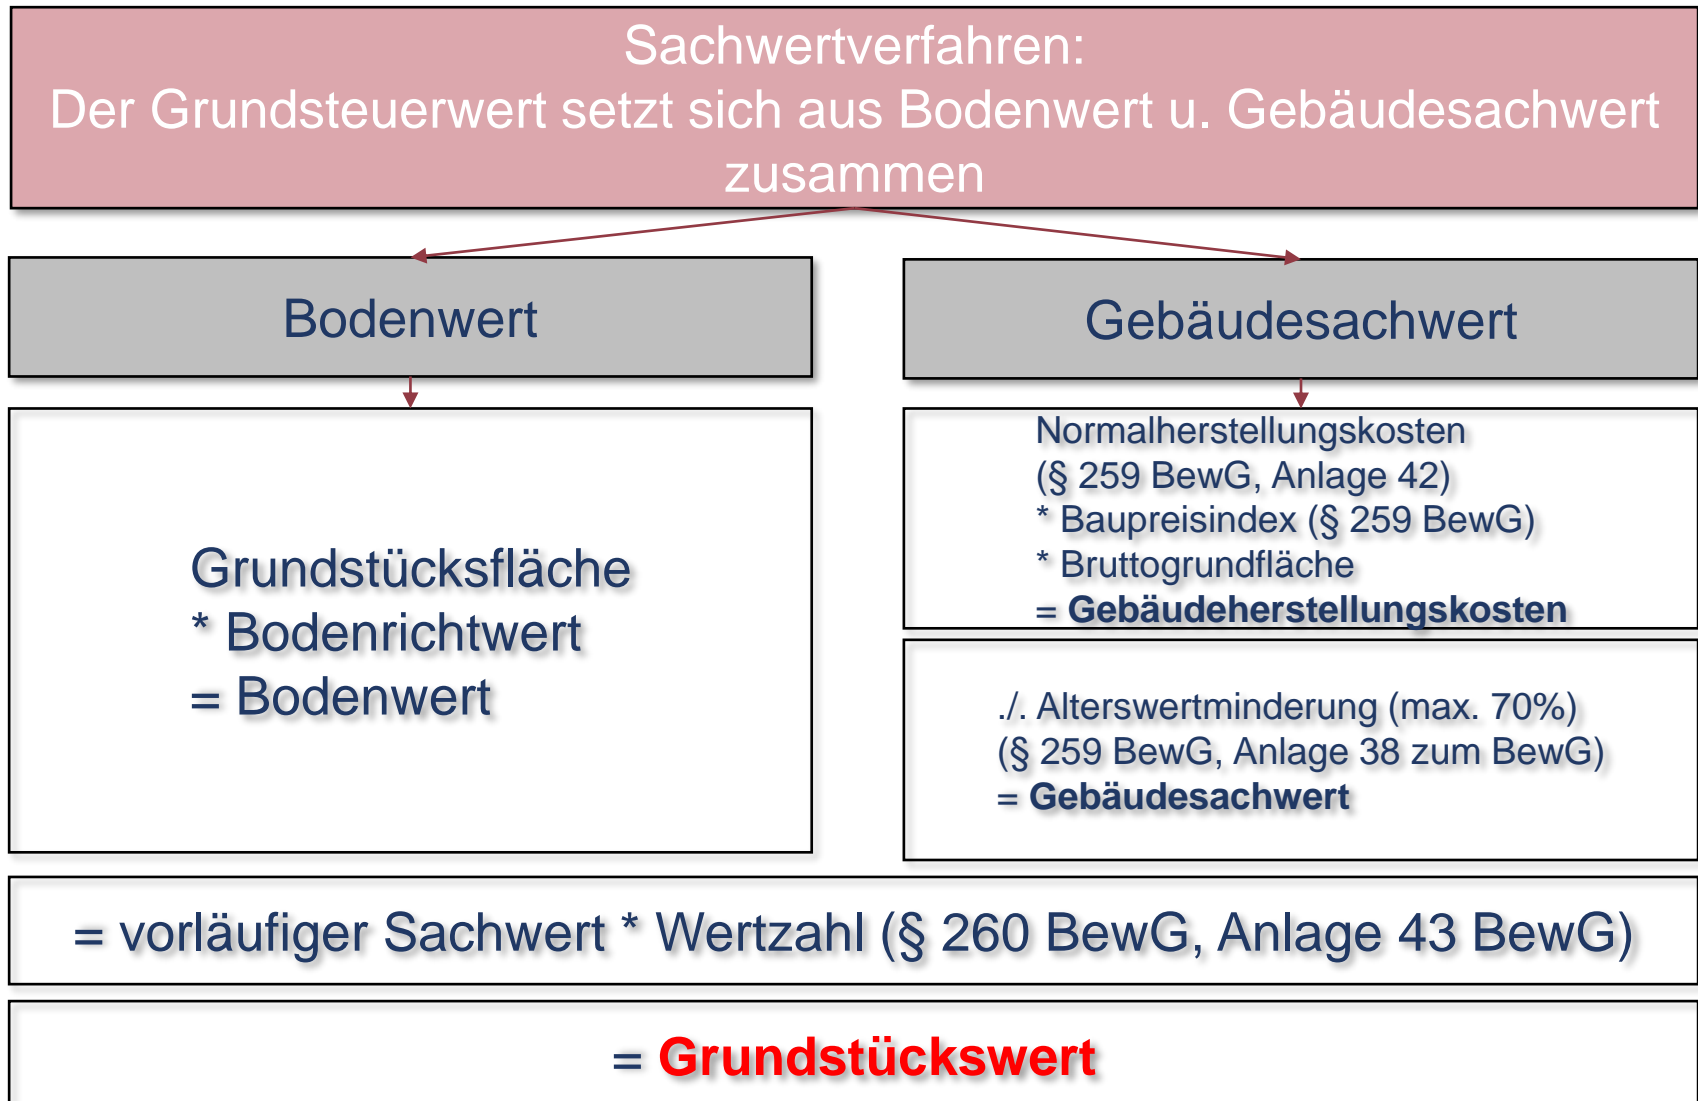 Sachwertverfahren:
Der Grundsteuerwert setzt sich aus Bodenwert u. Gebäudesachwert
zusammen
Bodenwert
Grundstücksfläche
* Bodenrichtwert
= Bodenwert
Gebäudesachwert
Normalherstellungskosten
(§ 259 BewG, Anlage 42)
* Baupreisindex (§ 259 BewG)
* Bruttogrundfläche
= Gebäudeherstellungskosten
./. Alterswertminderung (max. 70%)
(§ 259 BewG, Anlage 38 zum BewG)
= Gebäudesachwert
= vorläufiger Sachwert * Wertzahl (§ 260 BewG, Anlage 43 BewG)
= Grundstückswert